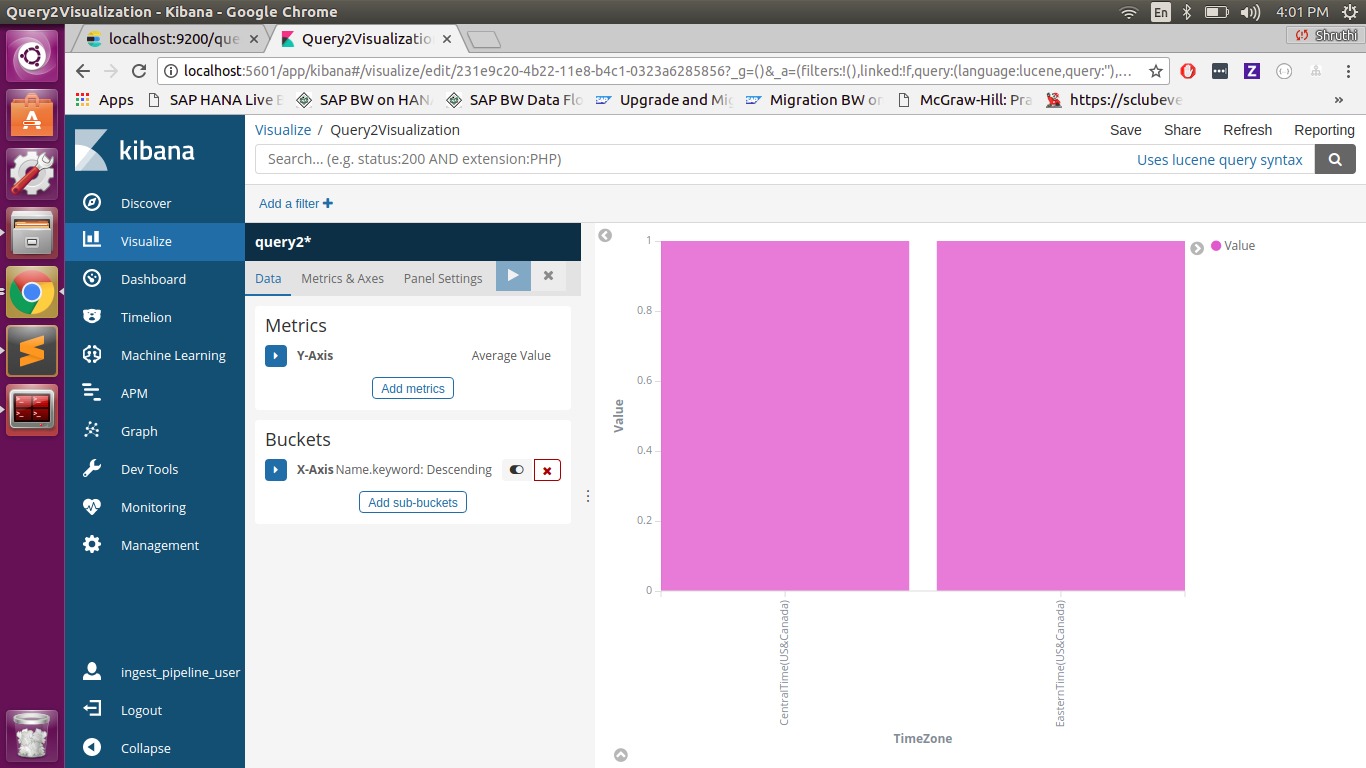 Query2Visualization - Kibana - Google Chrome
En
4:01 PM
localhost:9200/que
Query2Visualizatio
Shruthi
localhost:5601/app/kibana#/visualize/edit/231e9c20-4b22-11e8-b4c1-0323a6285856?_g=()&_a=(filters:!(),linked:!f,query:(language:lucene,query:''),...
Apps
SAP HANA Live E
SAP BW on HAN
SAP BW Data Flo
Upgrade and Mig
Migration BW or
McGraw-Hill: Pra
https://sclubeve
»
kibana
Discover
Visualize
Dashboard
Timelion
Machine Learning
APM
Graph
Dev Tools
Monitoring
Management
ingest_pipeline_user
Logout
Collapse
Visualize / Query2Visualization
Save Share Refresh Reporting
Search... (e.g. status:200 AND extension:PHP)
Uses lucene query syntax
Add a filter +
query2*
Data Metrics & Axes Panel Settings
Metrics
Y-Axis Average Value
Add metrics
Buckets
X-Axis Name.keyword: Descending
Add sub-buckets
Value
1
0.8
0.6
0.4
0.2
0
Value
CentralTime(US&Canada)
EasternTime(US&Canada)
TimeZone